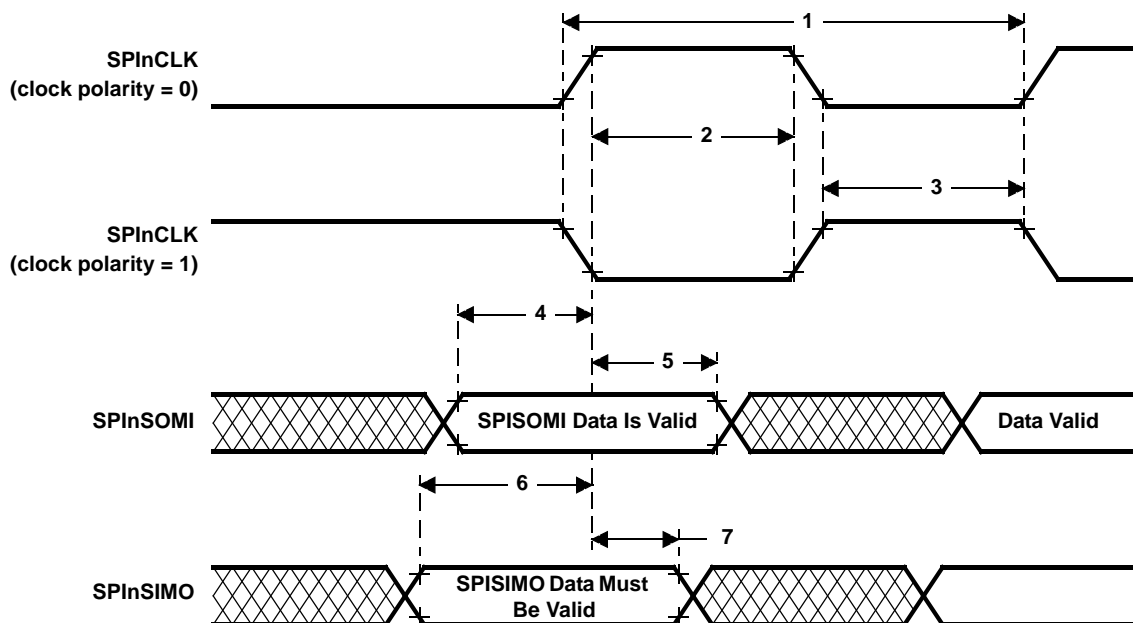 1
SPInCLK
(clock polarity = 0)
2
3
SPInCLK
(clock polarity = 1)
4
5
SPInSOMI
SPISOMI Data Is Valid
Data Valid
6
7
SPInSIMO
SPISIMO Data Must
Be Valid